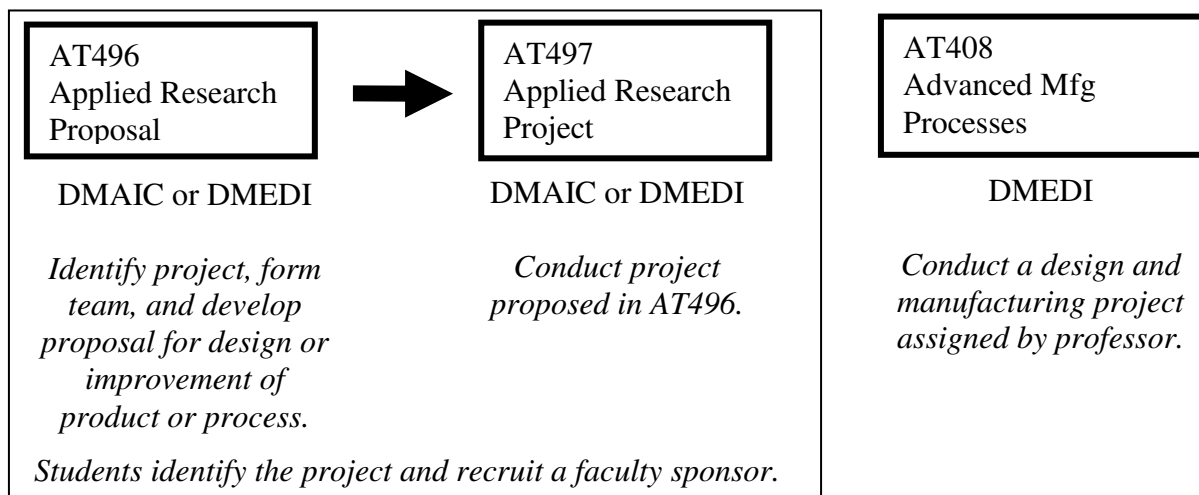 AT496
Applied Research
Proposal
DMAIC or DMEDI
Identify project, form
team, and develop
proposal for design or
improvement of
product or process.
AT497
Applied Research
Project
DMAIC or DMEDI
Conduct project
proposed in AT496.
Students identify the project and recruit a faculty sponsor.
AT408
Advanced Mfg
Processes
DMEDI
Conduct a design and
manufacturing project
assigned by professor.